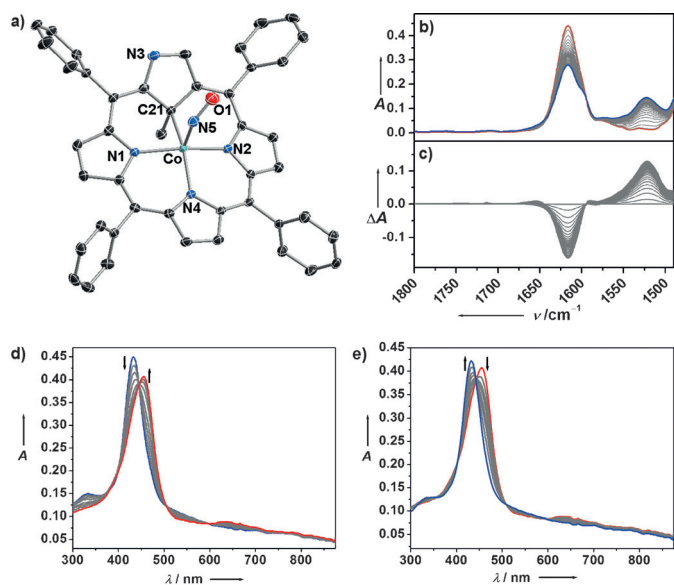 a)
N3
C21
O1
N5
N1
N2
Co
N4
b)
A
0.4
0.3
0.2
0.1
0.0
c)
ΔA
0.1
0.0
-0.1
1800 1750 1700 1650 1600 1550 1500
ν /cm⁻¹
d)
A
0.45
0.40
0.35
0.30
0.25
0.20
0.15
0.10
0.05
300 400 500 600 700 800
λ / nm
e)
A
0.45
0.40
0.35
0.30
0.25
0.20
0.15
0.10
0.05
300 400 500 600 700 800
λ / nm